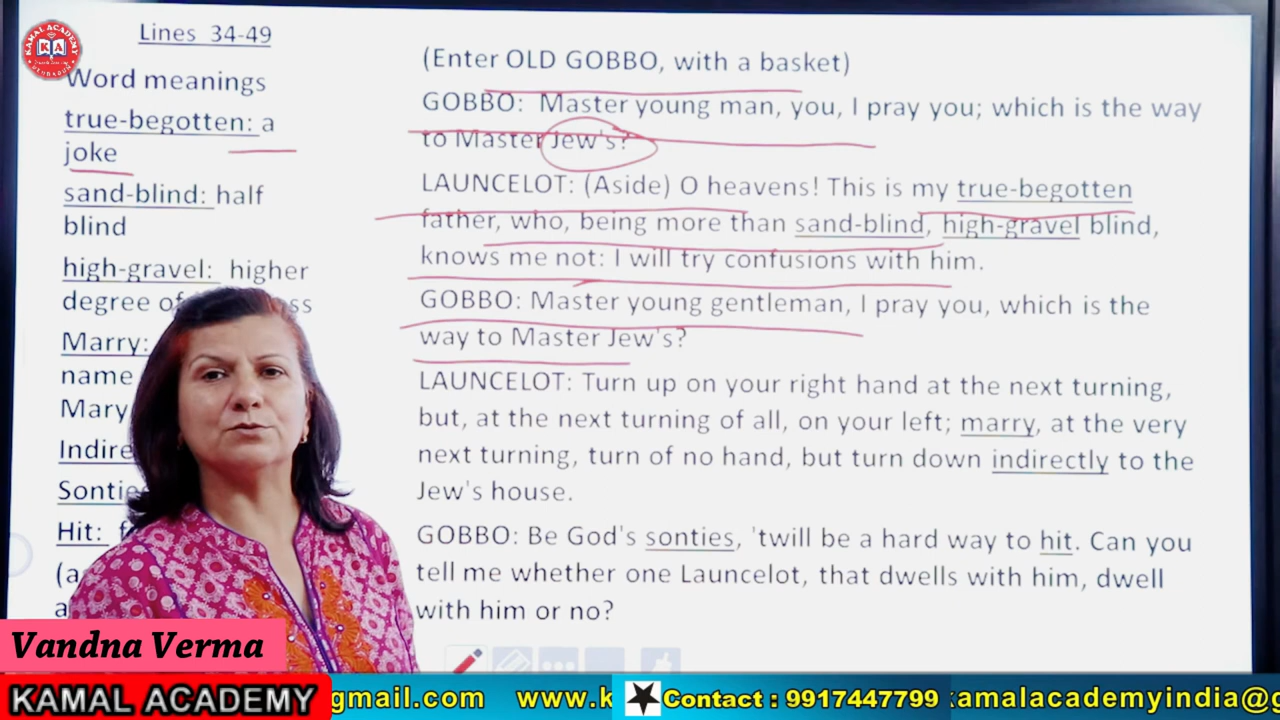 KAMAL ACADEMY
KA
Lines 34-49
Word meanings
true-begotten: a
joke
sand-blind: half
blind
high-gravel: higher
degree of
Marry:
name
Mary
Hit:
(Enter OLD GOBBO, with a basket)
GOBBO: Master young man, you, I pray you; which is the way
to Master Jew's?
LAUNCELOT: (Aside) O heavens! This is my true-begotten
father, who, being more than sand-blind, high-gravel blind,
knows me not: I will try confusions with him.
GOBBO: Master young gentleman, I pray you, which is the
way to Master Jew's?
LAUNCELOT: Turn up on your right hand at the next turning,
but, at the next turning of all, on your left; marry, at the very
next turning, turn of no hand, but turn down indirectly to the
Jew's house.
GOBBO: Be God's sonties, 'twill be a hard way to hit. Can you
tell me whether one Launcelot, that dwells with him, dwell
with him or no?
Vandna Verma
KAMAL ACADEMY
@gmail.com www.k Contact : 9917447799 kamalacademyindia@g